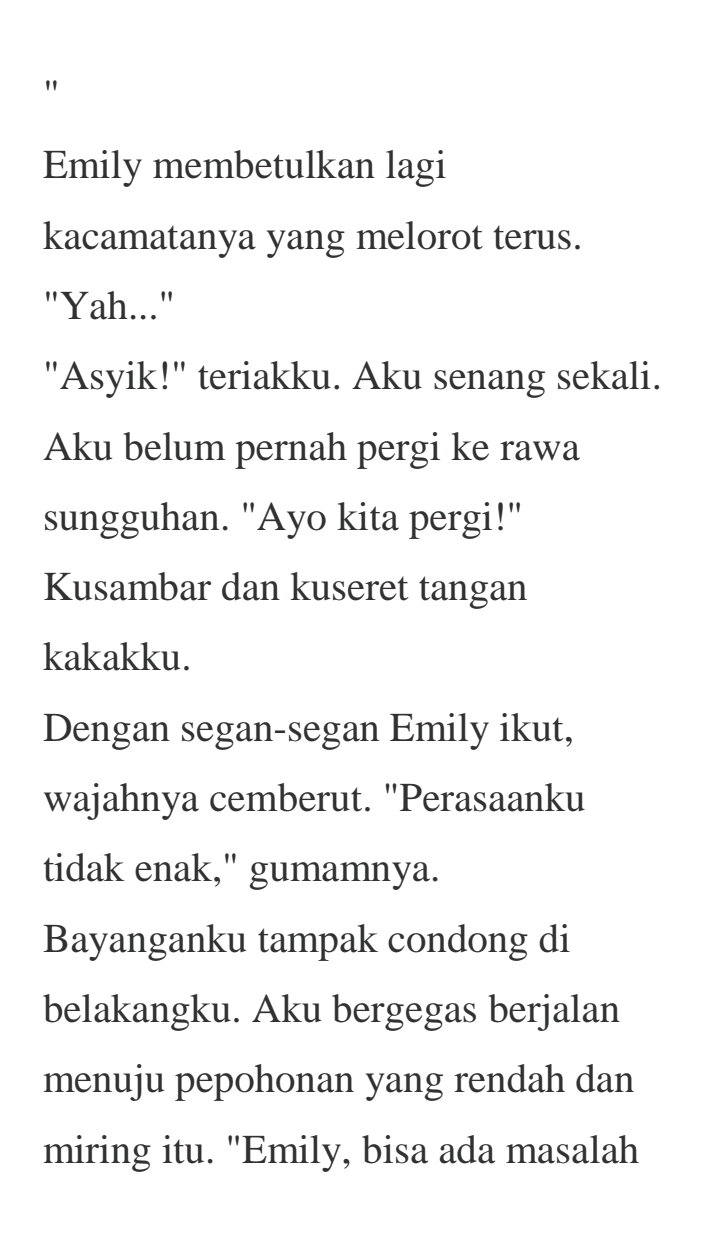 "
Emily membetulkan lagi
kacamatanya yang melorot terus.
"Yah..."
"Asyik!" teriakku. Aku senang sekali.
Aku belum pernah pergi ke rawa
sungguhan. "Ayo kita pergi!"
Kusambar dan kuseret tangan
kakakku.
Dengan segan-segan Emily ikut,
wajahnya cemberut. "Perasaanku
tidak enak," gumamnya.
Bayanganku tampak condong di
belakangku. Aku bergegas berjalan
menuju pepohonan yang rendah dan
miring itu. "Emily, bisa ada masalah